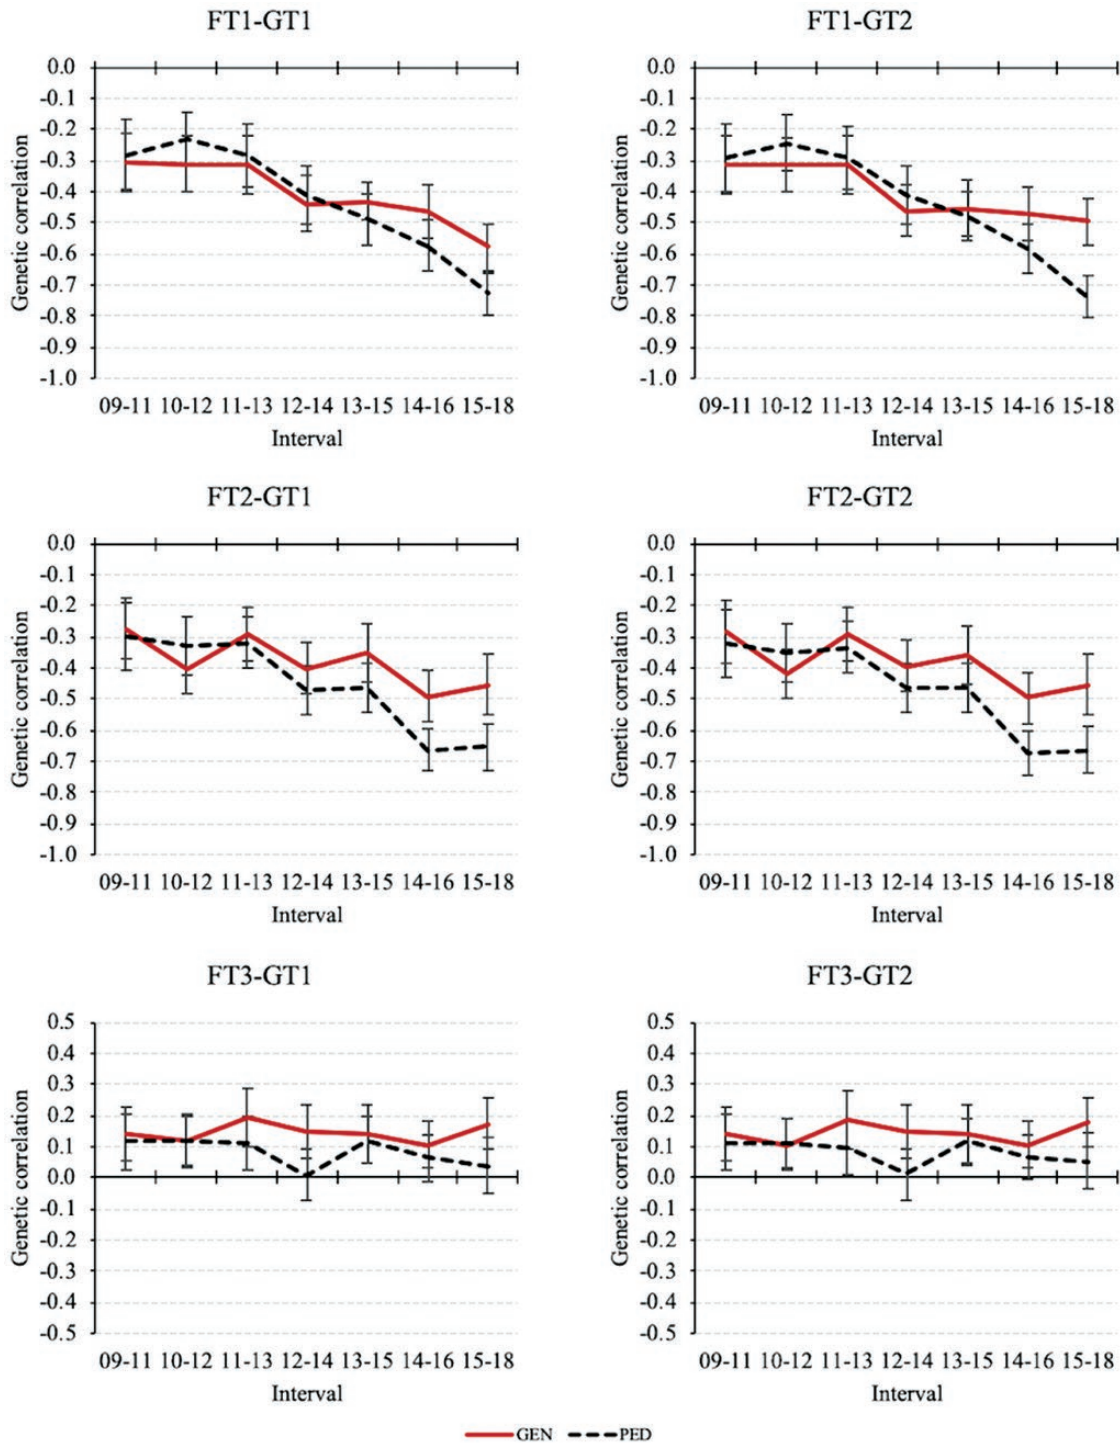 FT1-GT1
0.0
-0.1
-0.2
-0.3
-0.4
-0.5
-0.6
-0.7
-0.8
-0.9
-1.0
Genetic correlation
09-11 10-12 11-13 12-14 13-15 14-16 15-18
Interval
FT1-GT2
0.0
-0.1
-0.2
-0.3
-0.4
-0.5
-0.6
-0.7
-0.8
-0.9
-1.0
Genetic correlation
09-11 10-12 11-13 12-14 13-15 14-16 15-18
Interval
FT2-GT1
0.0
-0.1
-0.2
-0.3
-0.4
-0.5
-0.6
-0.7
-0.8
-0.9
-1.0
Genetic correlation
09-11 10-12 11-13 12-14 13-15 14-16 15-18
Interval
FT2-GT2
0.0
-0.1
-0.2
-0.3
-0.4
-0.5
-0.6
-0.7
-0.8
-0.9
-1.0
Genetic correlation
09-11 10-12 11-13 12-14 13-15 14-16 15-18
Interval
FT3-GT1
0.5
0.4
0.3
0.2
0.1
0.0
-0.1
-0.2
-0.3
-0.4
-0.5
Genetic correlation
09-11 10-12 11-13 12-14 13-15 14-16 15-18
Interval
FT3-GT2
0.5
0.4
0.3
0.2
0.1
0.0
-0.1
-0.2
-0.3
-0.4
-0.5
Genetic correlation
09-11 10-12 11-13 12-14 13-15 14-16 15-18
Interval
GEN PED